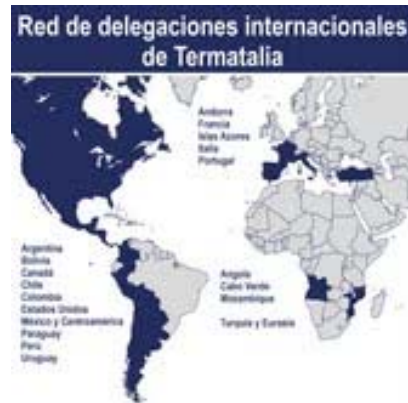 Red de delegaciones internacionales
de Termatalia
Andorra
Francia
Islas Azores
Italia
Portugal
Argentina
Bolivia
Canadá
Chile
Colombia
Estados Unidos
México y Centroamérica
Paraguay
Perú
Uruguay
Angola
Cabo Verde
Mozambique
Turquía y Eurasia